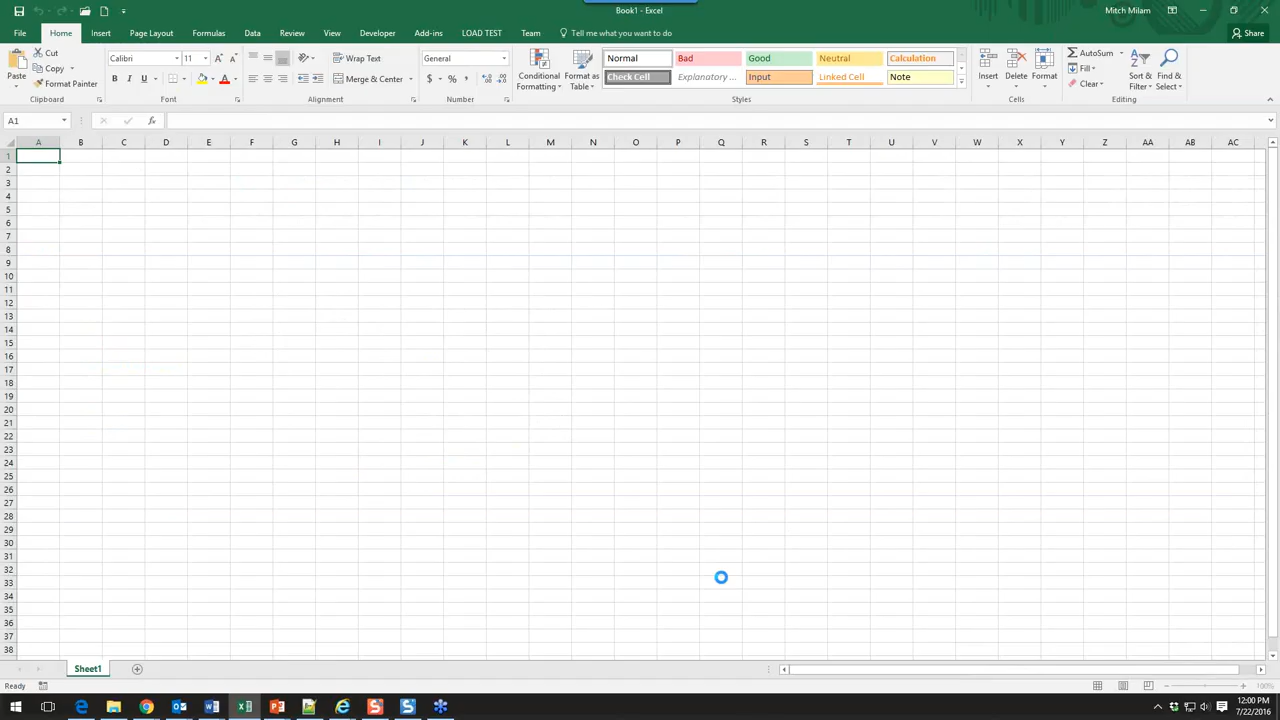 Book1 - Excel
Mitch Milam
File Home Insert Page Layout Formulas Data Review View Developer Add-ins LOAD TEST Team Tell me what you want to do Share
Paste Cut Copy Format Painter
Calibri 11 A A
B I U A
Wrap Text
Merge & Center
General
$ % ,
Conditional Formatting Format as Table
Normal Bad Good Neutral Calculation
Check Cell Explanatory ... Input Linked Cell Note
Insert Delete Format
AutoSum Fill Clear
Sort & Filter Find & Select
Clipboard Font Alignment Number Styles Cells Editing
A1 fx
A B C D E F G H I J K L M N O P Q R S T U V W X Y Z AA AB AC
1
2
3
4
5
6
7
8
9
10
11
12
13
14
15
16
17
18
19
20
21
22
23
24
25
26
27
28
29
30
31
32
33
34
35
36
37
38
Sheet1
Ready 100%
12:00 PM
7/22/2016